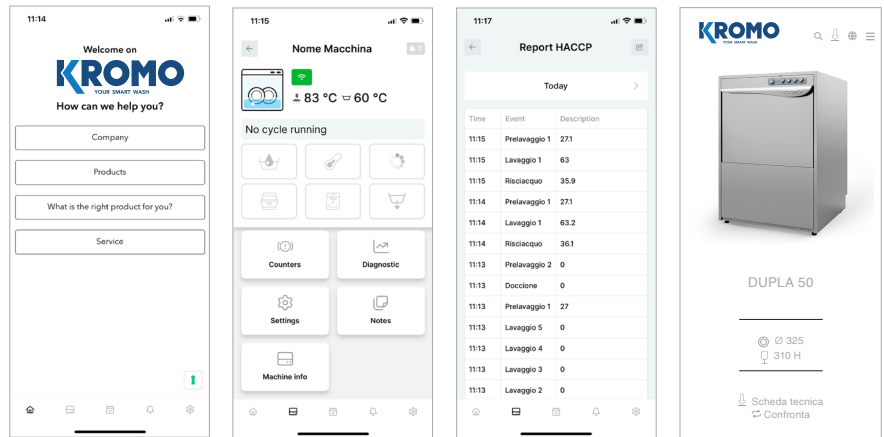 11:14
Welcome on
KROMO
YOUR SMART WASH
How can we help you?
Company
Products
What is the right product for you?
Service
11:15
Nome Macchina
0
83 °C 60 °C
No cycle running
Counters
Diagnostic
Settings
Notes
Machine info
11:17
Report HACCP
Today
Time Event Description
11:15 Prelavaggio 1 27.1
11:15 Lavaggio 1 63
11:15 Risciacquo 35.9
11:14 Prelavaggio 1 27.1
11:14 Lavaggio 1 63.2
11:14 Risciacquo 36.1
11:13 Prelavaggio 2 0
11:13 Doccione 0
11:13 Prelavaggio 1 27
11:13 Lavaggio 5 0
11:13 Lavaggio 4 0
11:13 Lavaggio 3 0
11:13 Lavaggio 2 0
KROMO
YOUR SMART WASH
DUPLA 50
Ø 325
310 H
Scheda tecnica
Confronta